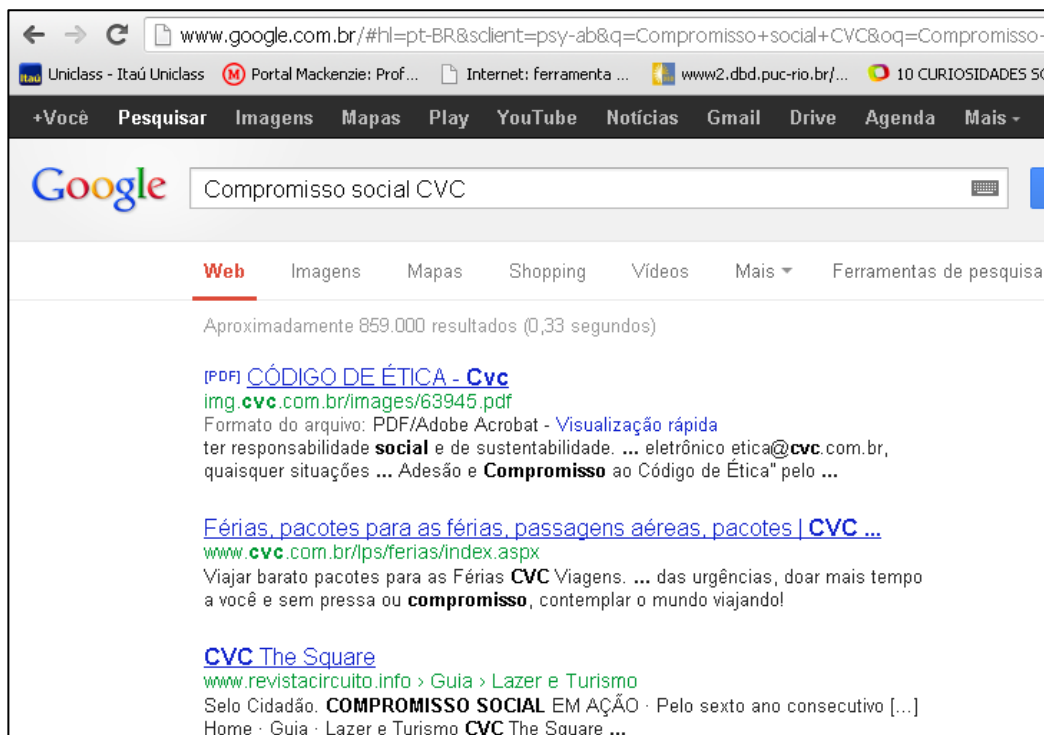 www.google.com.br/#hl=pt-BR&sclient=psy-ab&q=Compromisso+social+CVC&oq=Compromisso-
Itaú Uniclass - Itaú Uniclass M Portal Mackenzie: Prof... Internet: ferramenta ... www2.dbd.puc-rio.br/... 10 CURIOSIDADES SO
+Você Pesquisar Imagens Mapas Play YouTube Notícias Gmail Drive Agenda Mais
Google Compromisso social CVC
Web Imagens Mapas Shopping Vídeos Mais Ferramentas de pesquisa
Aproximadamente 859.000 resultados (0,33 segundos)
[PDF] CÓDIGO DE ÉTICA - Cvc
img.cvc.com.br/images/63945.pdf
Formato do arquivo: PDF/Adobe Acrobat - Visualização rápida
ter responsabilidade social e de sustentabilidade. ... eletrônico etica@cvc.com.br,
quaisquer situações ... Adesão e Compromisso ao Código de Ética" pelo ...
Férias, pacotes para as férias, passagens aéreas, pacotes | CVC ...
www.cvc.com.br/lps/ferias/index.aspx
Viajar barato pacotes para as Férias CVC Viagens. ... das urgências, doar mais tempo
a você e sem pressa ou compromisso, contemplar o mundo viajando!
CVC The Square
www.revistacircuito.info › Guia › Lazer e Turismo
Selo Cidadão. COMPROMISSO SOCIAL EM AÇÃO · Pelo sexto ano consecutivo [...]
Home · Guia · Lazer e Turismo CVC The Square ...